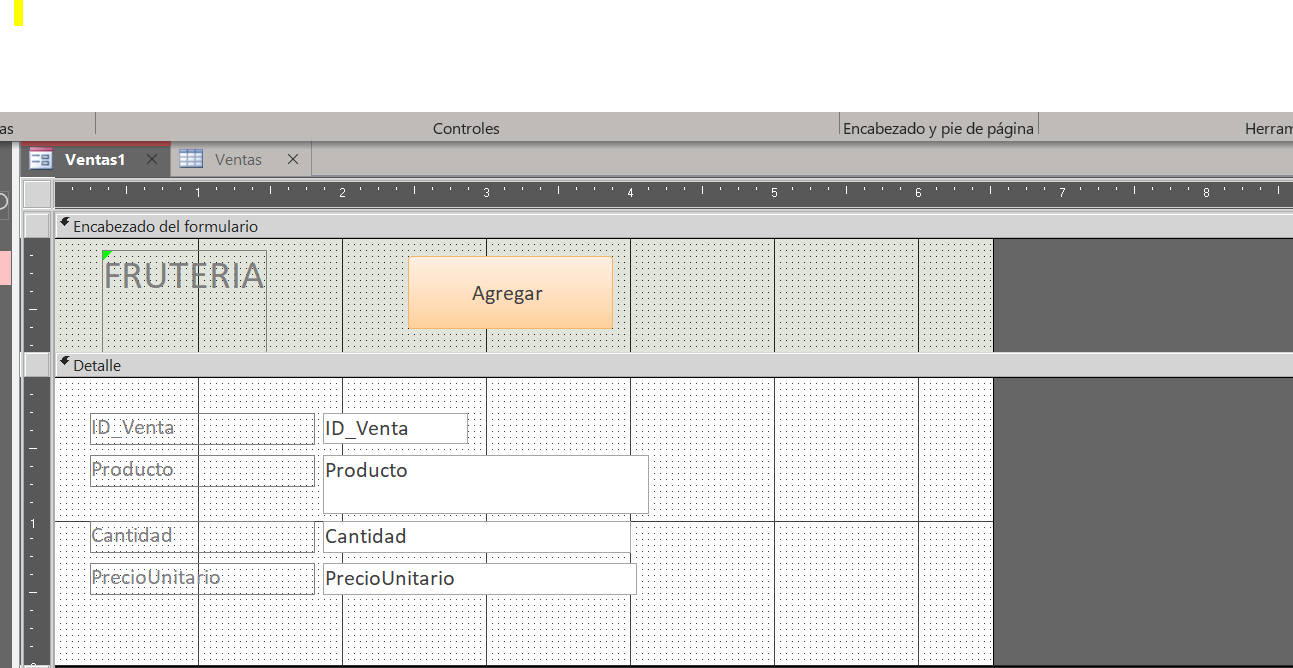 as Controles Encabezado y pie de página Herram
Ventas1 Ventas
1 2 3 4 5 6 7 8
Encabezado del formulario
FRUTERIA Agregar
Detalle
ID_Venta ID_Venta
Producto Producto
1
Cantidad Cantidad
PrecioUnitario PrecioUnitario